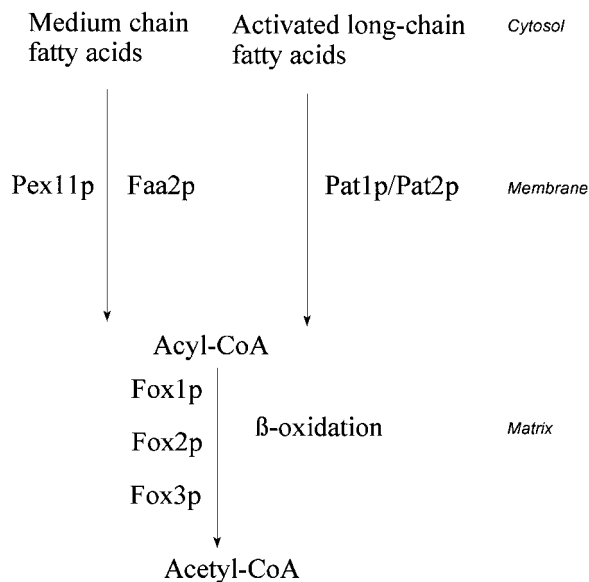 Medium chain
fatty acids
Activated long-chain
fatty acids
Cytosol
Pex11p
Faa2p
Pat1p/Pat2p
Membrane
Acyl-CoA
Fox1p
Fox2p
ß-oxidation
Matrix
Fox3p
Acetyl-CoA